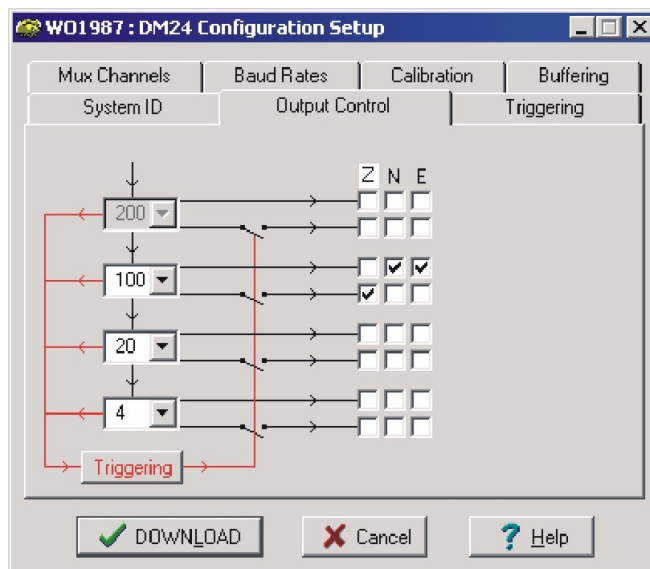 WO1987 : DM24 Configuration Setup
Mux Channels Baud Rates Calibration Buffering
System ID Output Control Triggering
Z N E
200
100
20
4
Triggering
DOWNLOAD Cancel Help